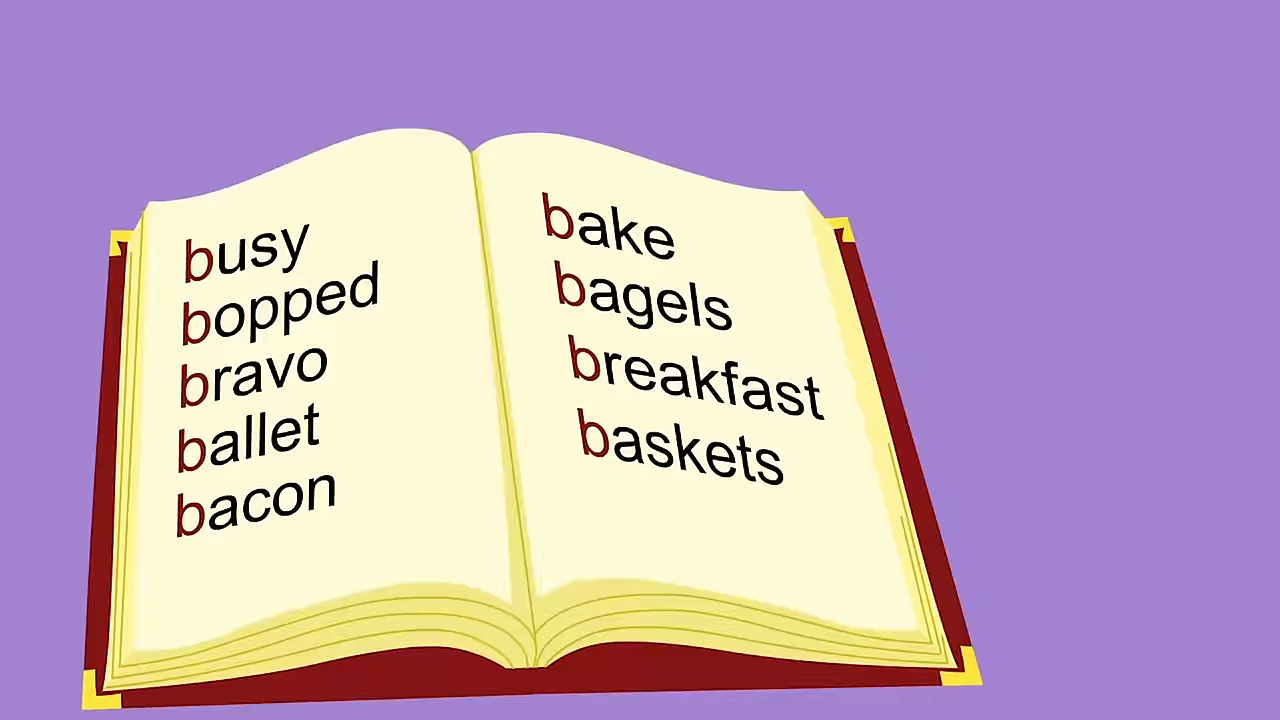 busy
bopped
bravo
ballet
bacon
bake
bagels
breakfast
baskets